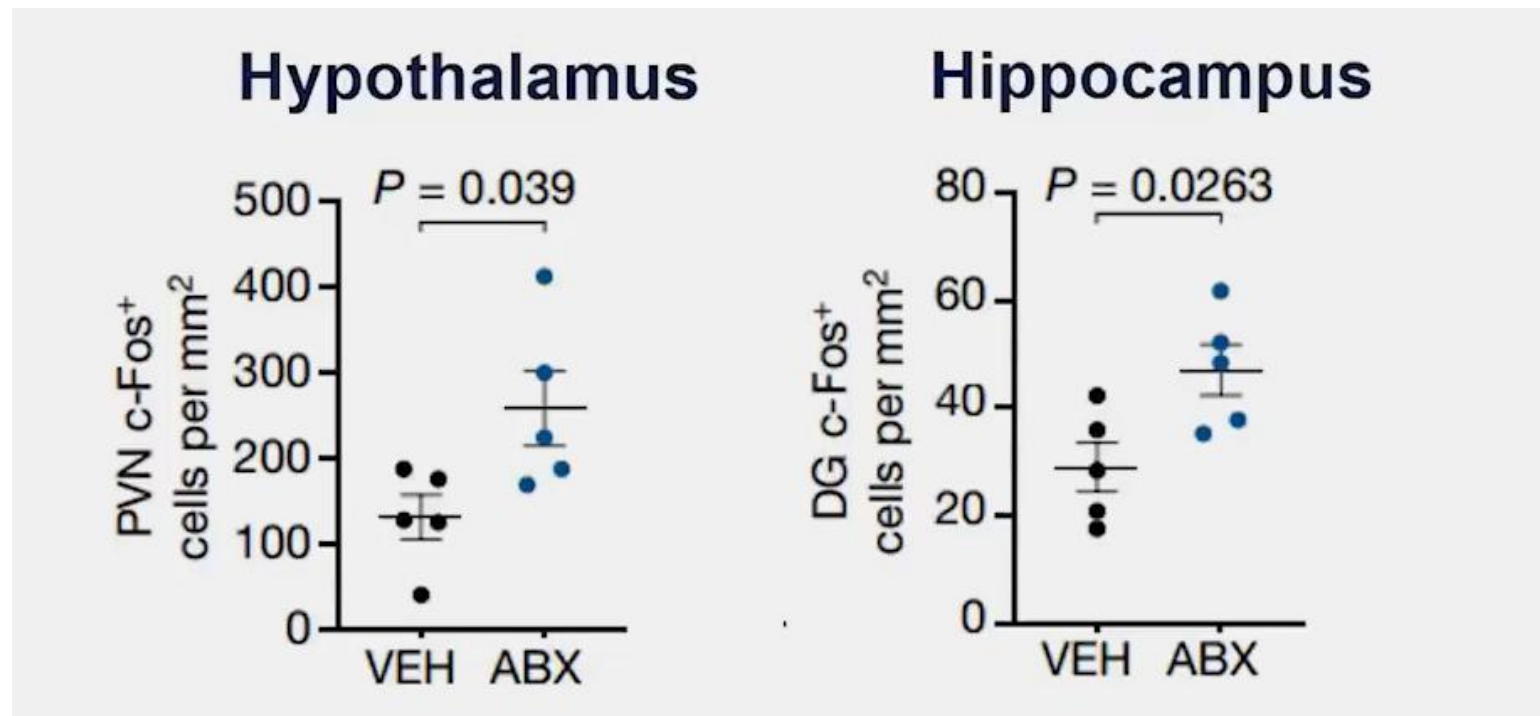 Hypothalamus
P = 0.039
500
400
300
200
100
0
PVN c-Fos⁺
cells per mm²
VEH ABX
Hippocampus
P = 0.0263
80
60
40
20
0
DG c-Fos⁺
cells per mm²
VEH ABX